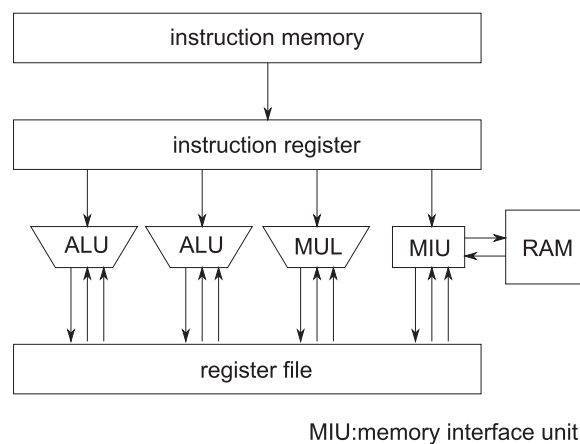 instruction memory
instruction register
ALU ALU MUL MIU RAM
register file
MIU:memory interface unit